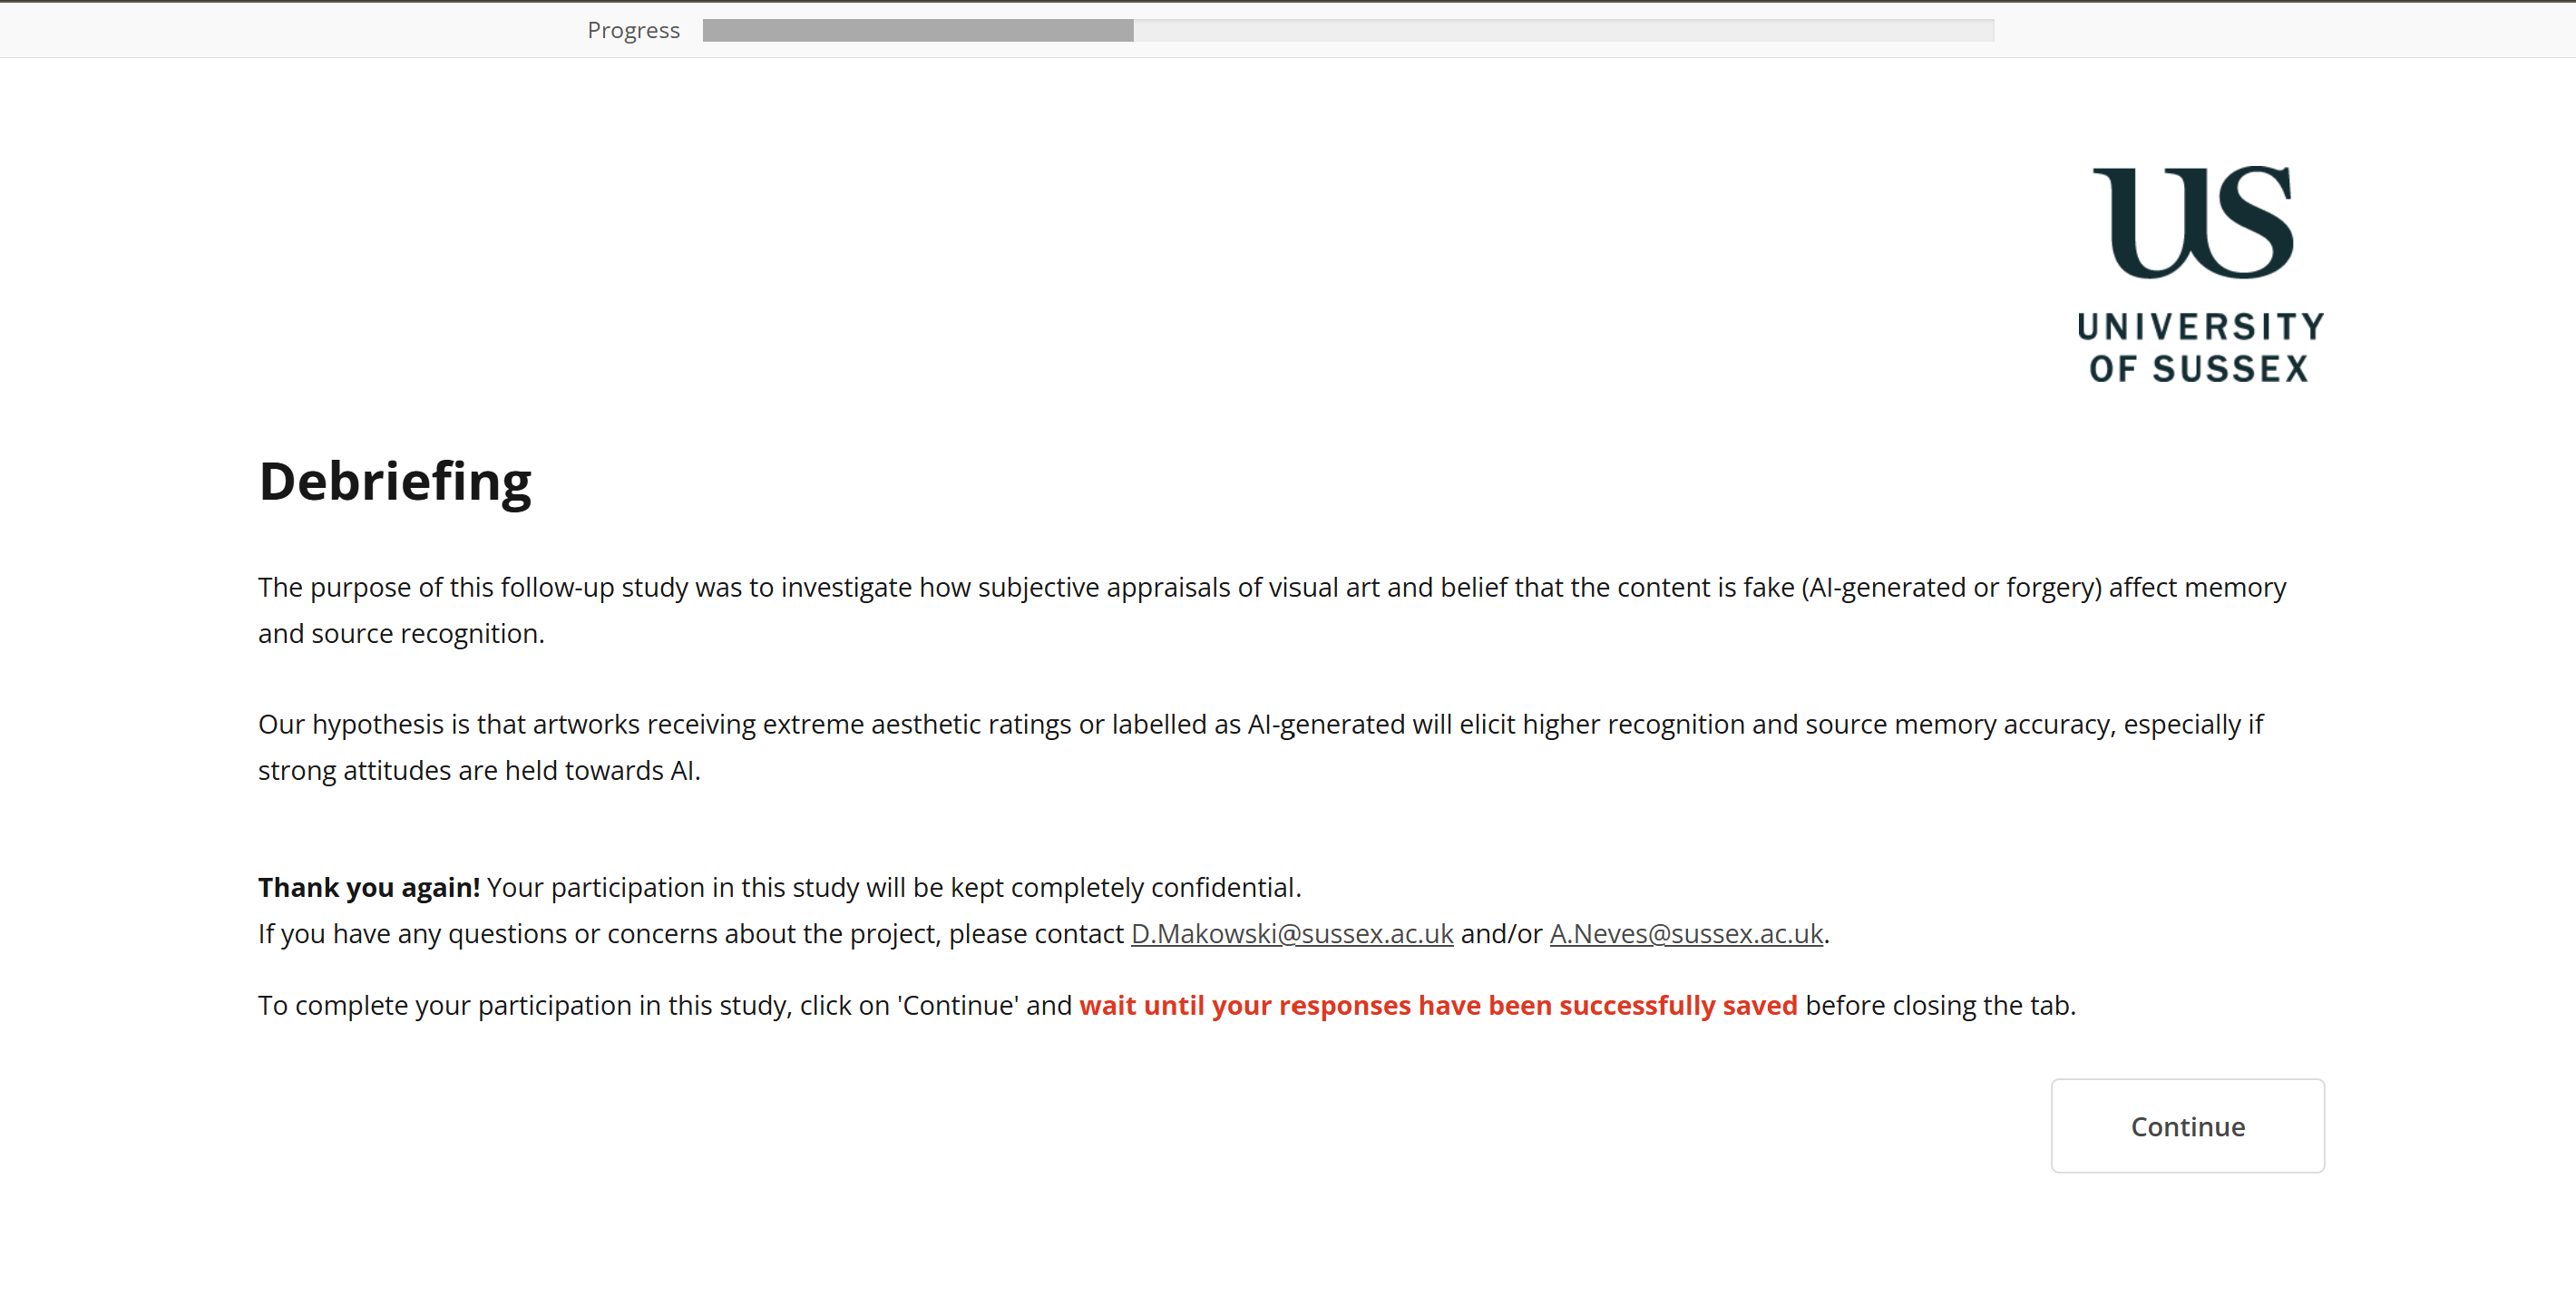 Progress
us
UNIVERSITY
OF SUSSEX
Debriefing
The purpose of this follow-up study was to investigate how subjective appraisals of visual art and belief that the content is fake (AI-generated or forgery) affect memory
and source recognition.
Our hypothesis is that artworks receiving extreme aesthetic ratings or labelled as AI-generated will elicit higher recognition and source memory accuracy, especially if
strong attitudes are held towards AI.
Thank you again! Your participation in this study will be kept completely confidential.
If you have any questions or concerns about the project, please contact D.Makowski@sussex.ac.uk and/or A.Neves@sussex.ac.uk.
To complete your participation in this study, click on 'Continue' and wait until your responses have been successfully saved before closing the tab.
Continue